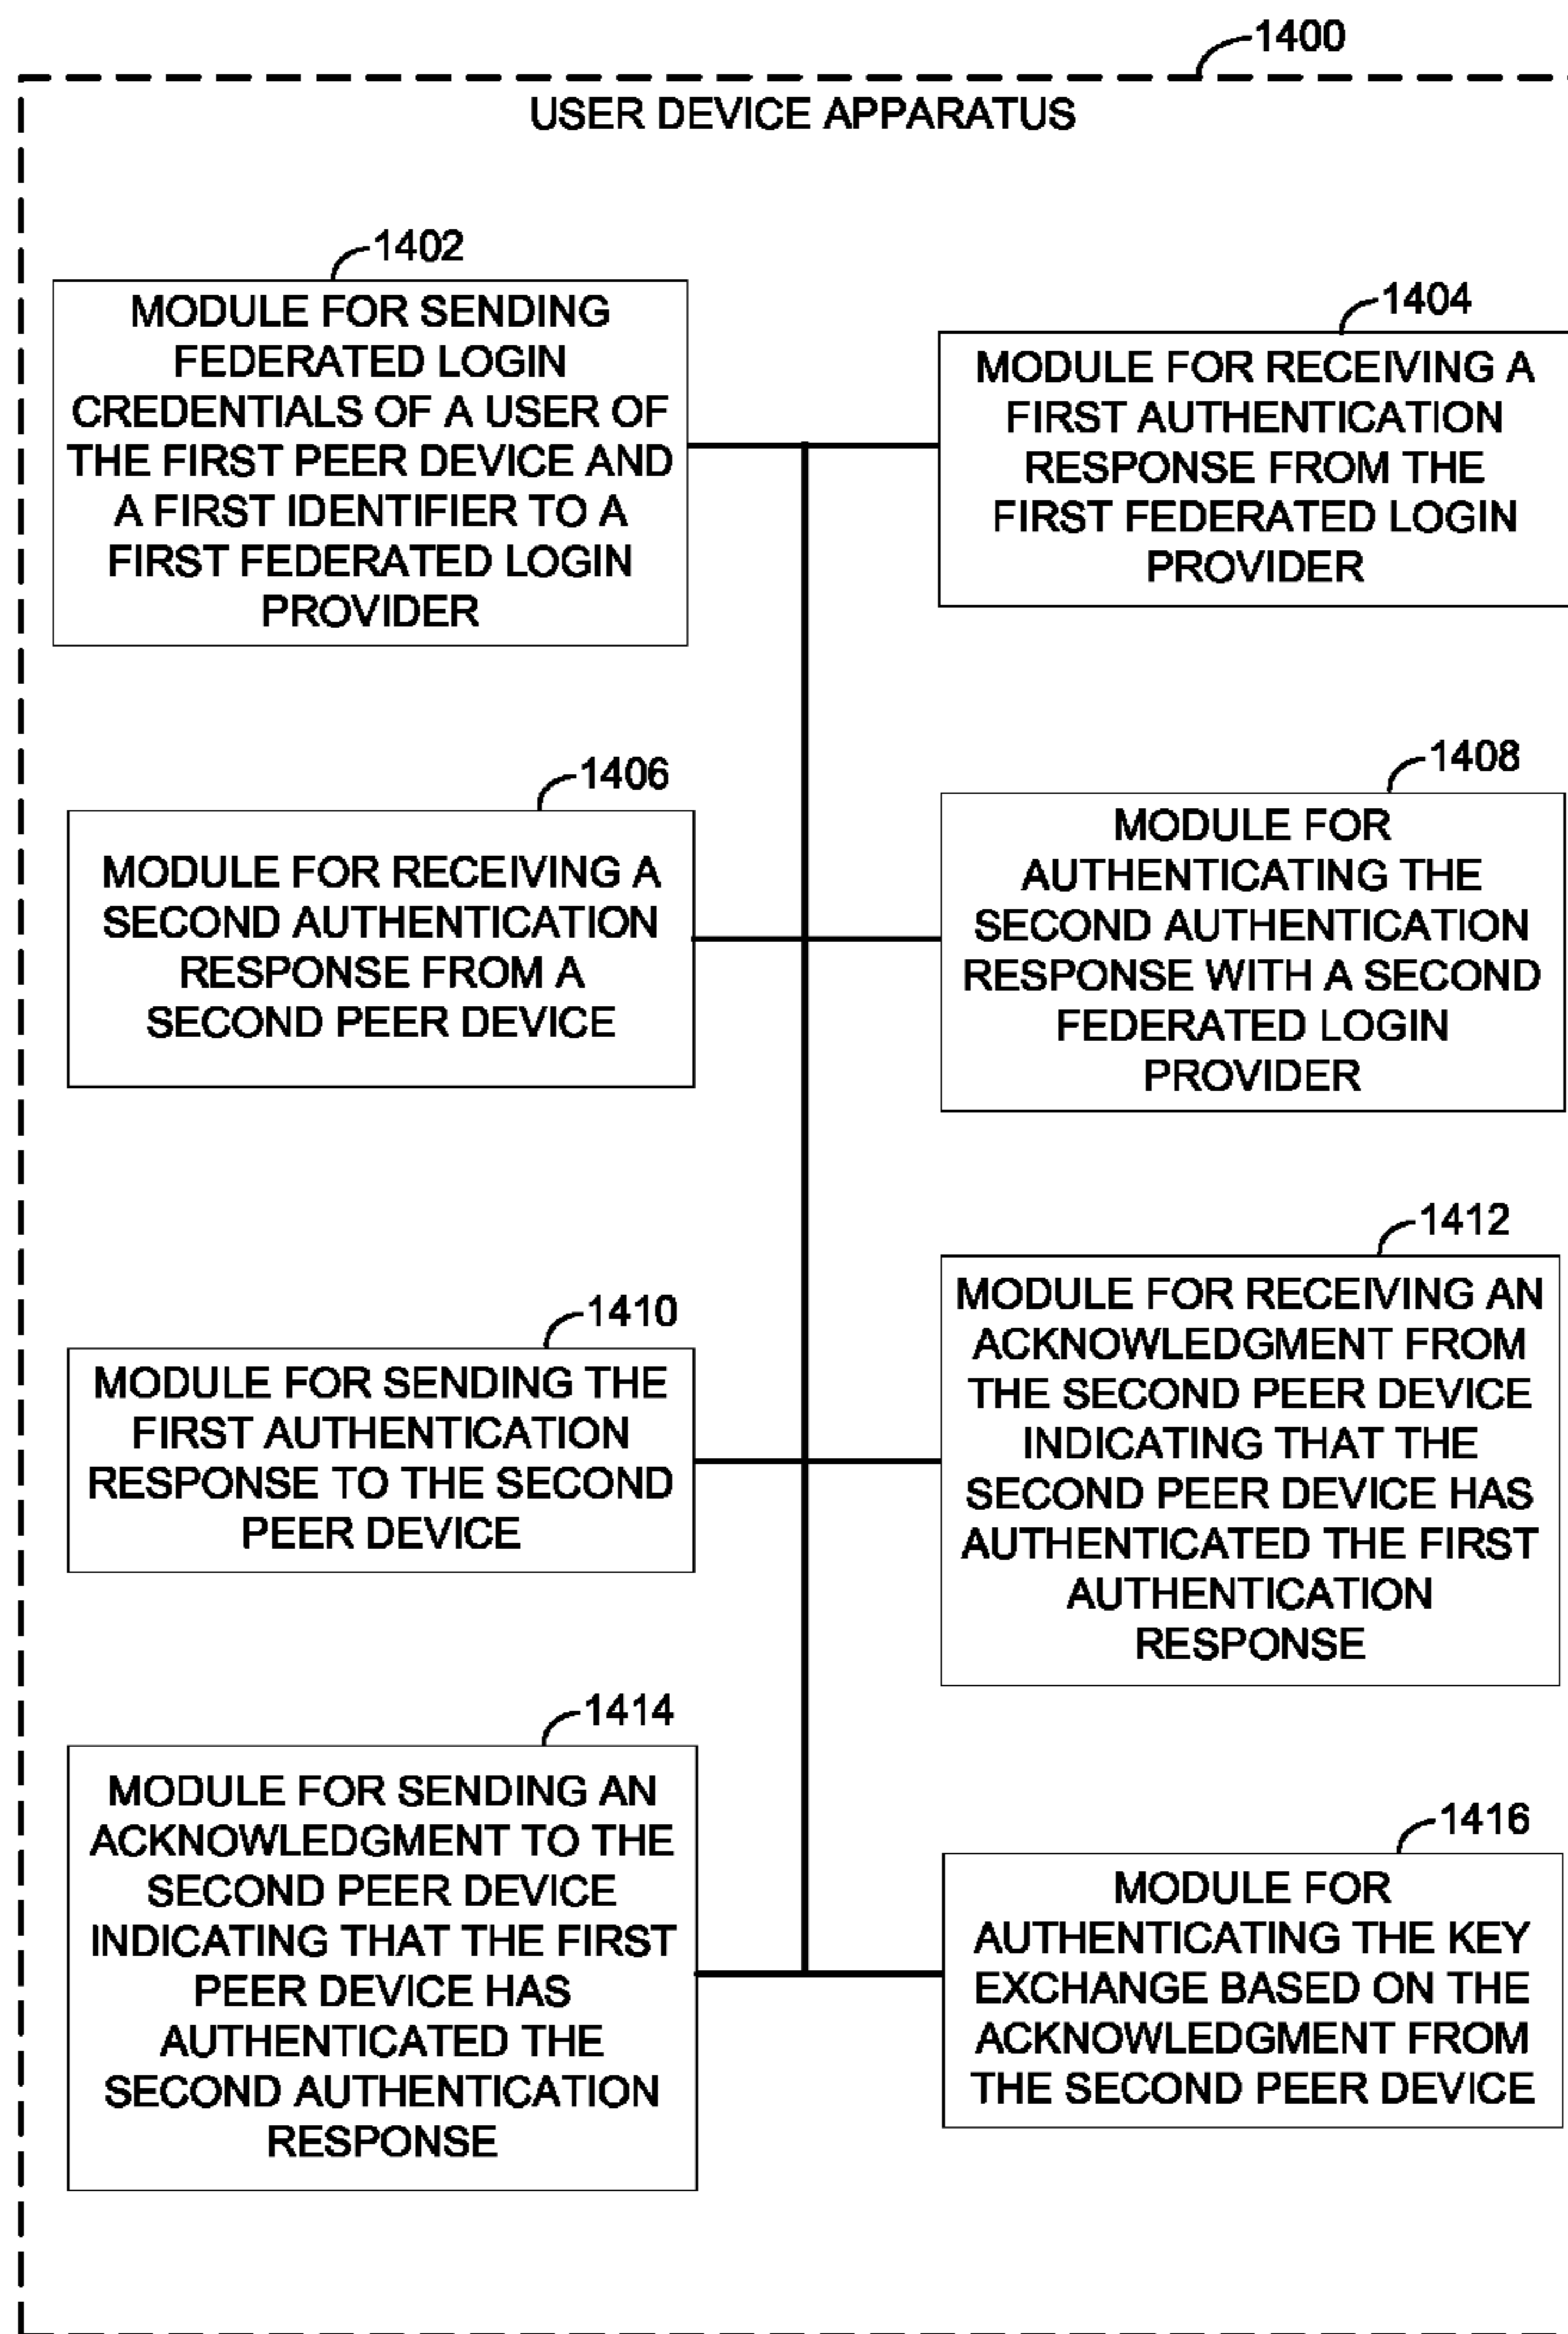 1400
USER DEVICE APPARATUS
1402
MODULE FOR SENDING
FEDERATED LOGIN
CREDENTIALS OF A USER OF
THE FIRST PEER DEVICE AND
A FIRST IDENTIFIER TO A
FIRST FEDERATED LOGIN
PROVIDER
1404
MODULE FOR RECEIVING A
FIRST AUTHENTICATION
RESPONSE FROM THE
FIRST FEDERATED LOGIN
PROVIDER
1406
MODULE FOR RECEIVING A
SECOND AUTHENTICATION
RESPONSE FROM A
SECOND PEER DEVICE
1408
MODULE FOR
AUTHENTICATING THE
SECOND AUTHENTICATION
RESPONSE WITH A SECOND
FEDERATED LOGIN
PROVIDER
1410
MODULE FOR SENDING THE
FIRST AUTHENTICATION
RESPONSE TO THE SECOND
PEER DEVICE
1412
MODULE FOR RECEIVING AN
ACKNOWLEDGMENT FROM
THE SECOND PEER DEVICE
INDICATING THAT THE
SECOND PEER DEVICE HAS
AUTHENTICATED THE FIRST
AUTHENTICATION
RESPONSE
1414
MODULE FOR SENDING AN
ACKNOWLEDGMENT TO THE
SECOND PEER DEVICE
INDICATING THAT THE FIRST
PEER DEVICE HAS
AUTHENTICATED THE
SECOND AUTHENTICATION
RESPONSE
1416
MODULE FOR
AUTHENTICATING THE KEY
EXCHANGE BASED ON THE
ACKNOWLEDGMENT FROM
THE SECOND PEER DEVICE